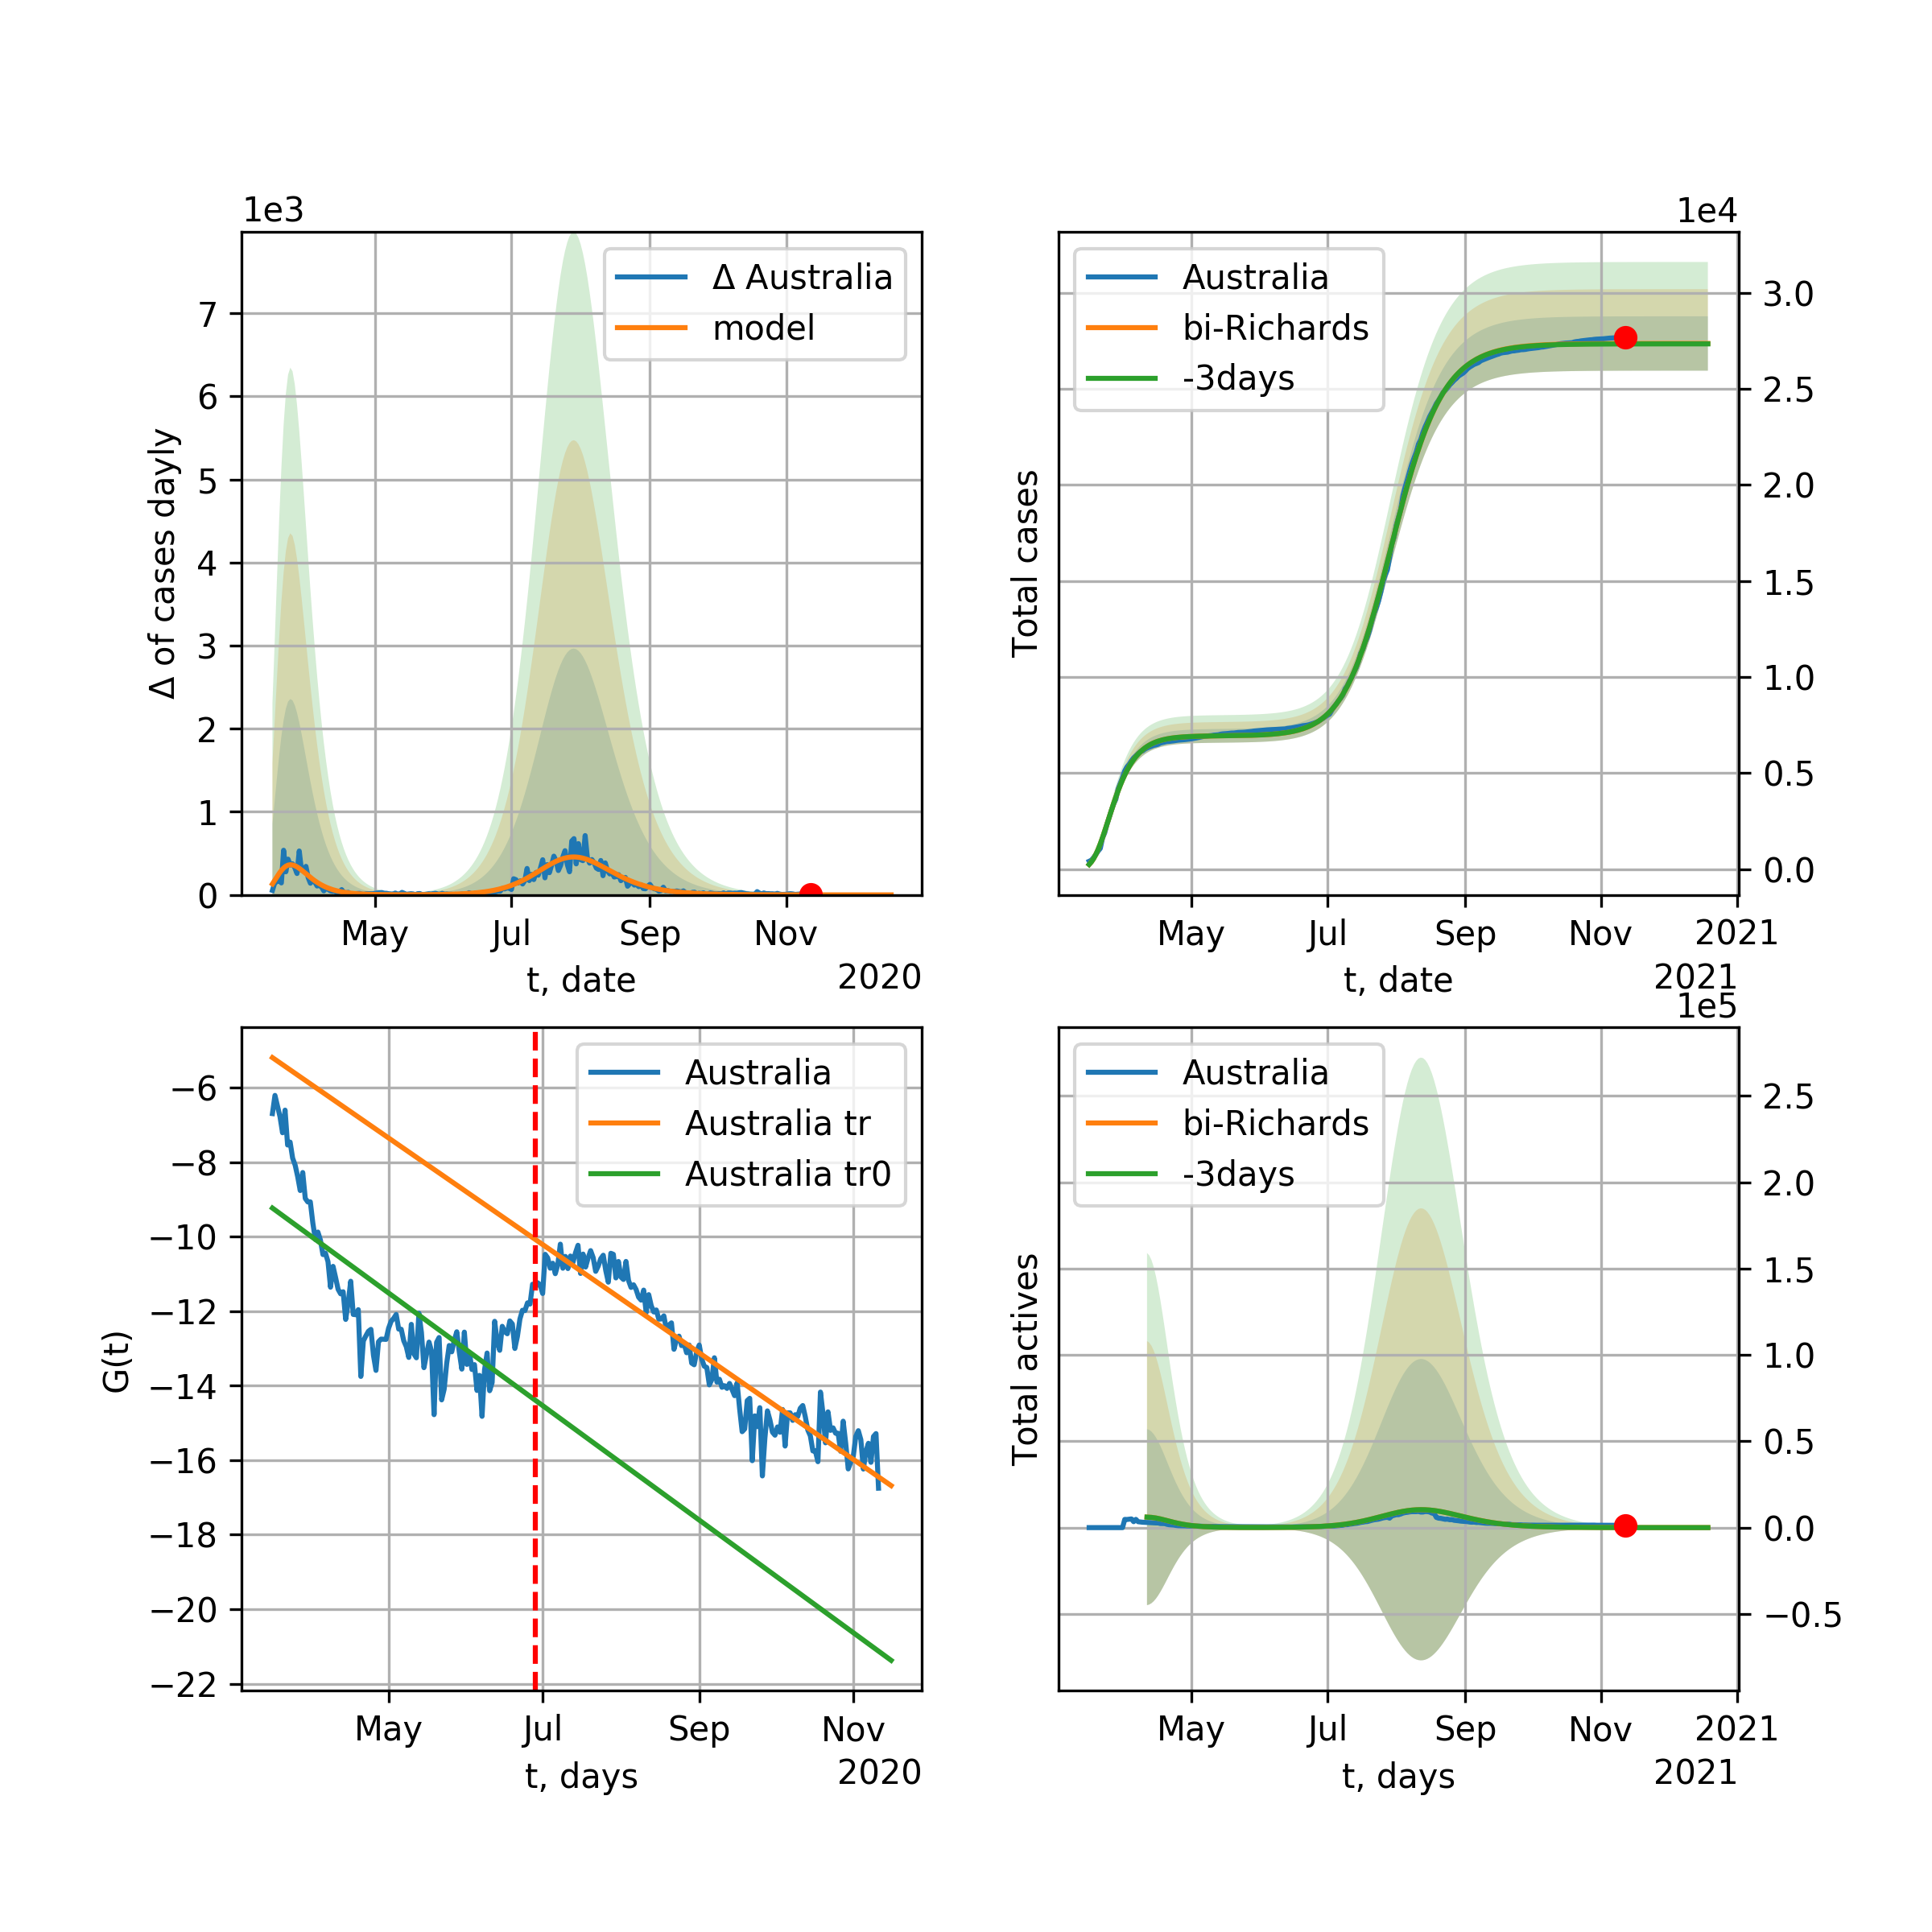 1e3
Δ Australia
model
7
6
5
4
3
2
1
0
Δ of cases dayly
May Jul Sep Nov
t, date
2020
1e4
Australia
bi-Richards
-3days
3.0
2.5
2.0
1.5
1.0
0.5
0.0
Total cases
May Jul Sep Nov 2021
t, date
2021
Australia
Australia tr
Australia tr0
−6
−8
−10
−12
−14
−16
−18
−20
−22
G(t)
May Jul Sep Nov
t, days
2020
1e5
Australia
bi-Richards
-3days
2.5
2.0
1.5
1.0
0.5
0.0
−0.5
Total actives
May Jul Sep Nov 2021
t, days
2021